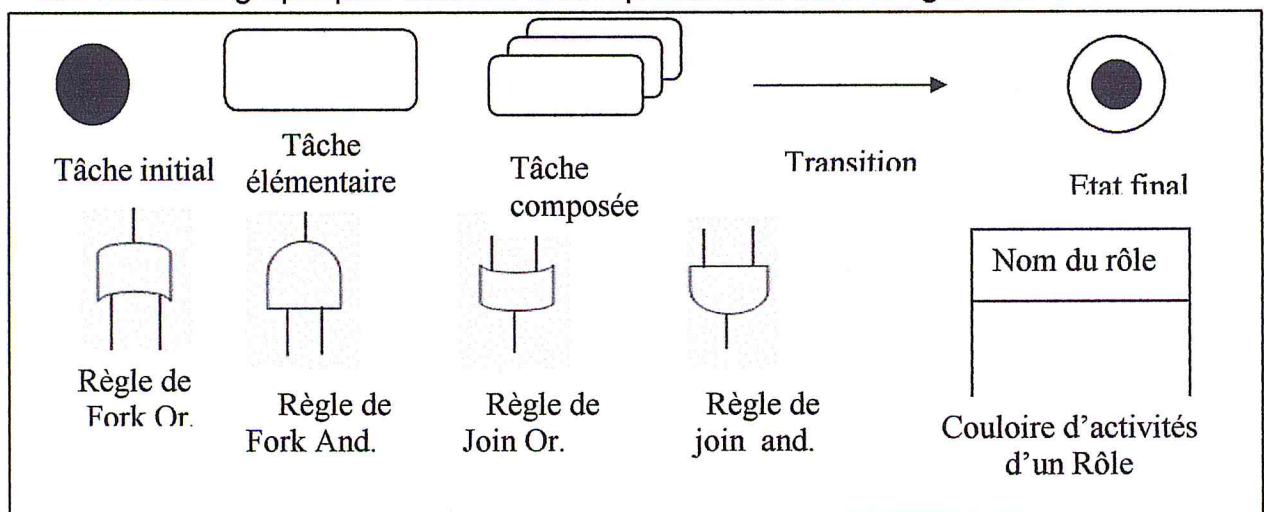 Tâche initial
Tâche
élémentaire
Tâche
composée
Transition
Etat final
Règle de
Fork Or.
Règle de
Fork And.
Règle de
Join Or.
Règle de
join and.
Nom du rôle
Couloire d'activités
d'un Rôle